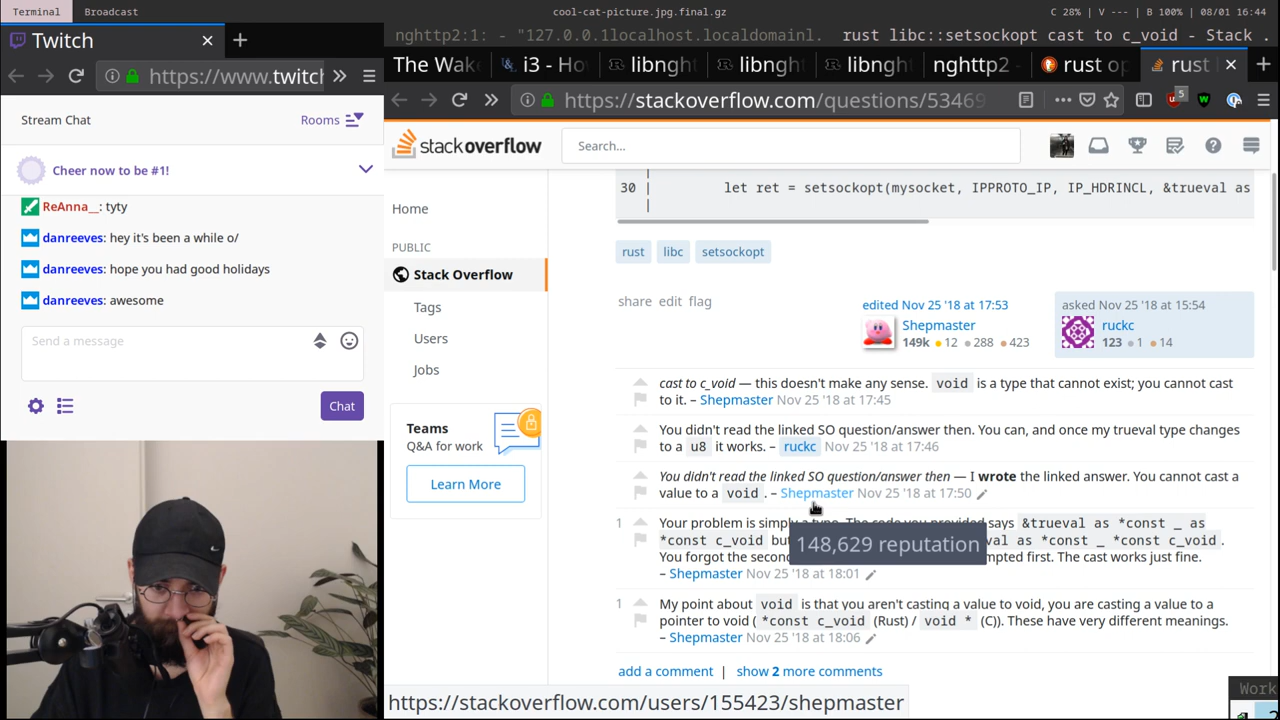 Terminal Broadcast cool-cat-picture.jpg.final.gz C 28% | V --- | B 100% | 08/01 16:44
Twitch
nghttp2:1: - "127.0.0.1localhost.localdomainl. rust libc::setsockopt cast to c_void - Stack .
The Wake i3 - Ho libnght libngh libngh nghttp2 - rust op rust
https://www.twitch
https://stackoverflow.com/questions/53469
5
Stream Chat
Rooms
stackoverflow
Search...
Cheer now to be #1!
ReAnna__: tyty
danreeves: hey it's been a while o/
danreeves: hope you had good holidays
danreeves: awesome
Send a message
Chat
Home
PUBLIC
Stack Overflow
Tags
Users
Jobs
Teams
Q&A for work
Learn More
|
30 | let ret = setsockopt(mysocket, IPPROTO_IP, IP_HDRINCL, &trueval as
|
rust libc setsockopt
share edit flag
edited Nov 25 '18 at 17:53
Shepmaster
149k 12 288 423
asked Nov 25 '18 at 15:54
ruckc
123 1 14
cast to c_void — this doesn't make any sense. void is a type that cannot exist; you cannot cast
to it. – Shepmaster Nov 25 '18 at 17:45
You didn't read the linked SO question/answer then. You can, and once my trueval type changes
to a u8 it works. – ruckc Nov 25 '18 at 17:46
You didn't read the linked SO question/answer then — I wrote the linked answer. You cannot cast a
value to a void . – Shepmaster Nov 25 '18 at 17:50
1 Your problem is simply a typo. The code you provided says &trueval as *const _ as
*const c_void but val as *const _ *const c_void .
148,629 reputation
You forgot the second mpted first. The cast works just fine.
– Shepmaster Nov 25 '18 at 18:01
1 My point about void is that you aren't casting a value to void, you are casting a value to a
pointer to void ( *const c_void (Rust) / void * (C)). These have very different meanings.
– Shepmaster Nov 25 '18 at 18:06
add a comment | show 2 more comments
https://stackoverflow.com/users/155423/shepmaster
Work